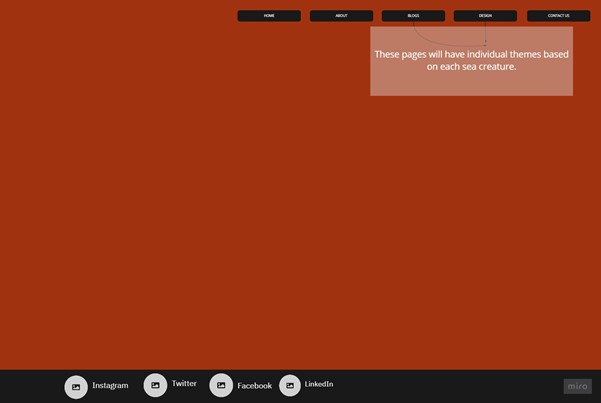 HOME
ABOUT
BLOGS
DESIGN
CONTACT US
These pages will have individual themes based
on each sea creature.
Instagram
Twitter
Facebook
LinkedIn
miro